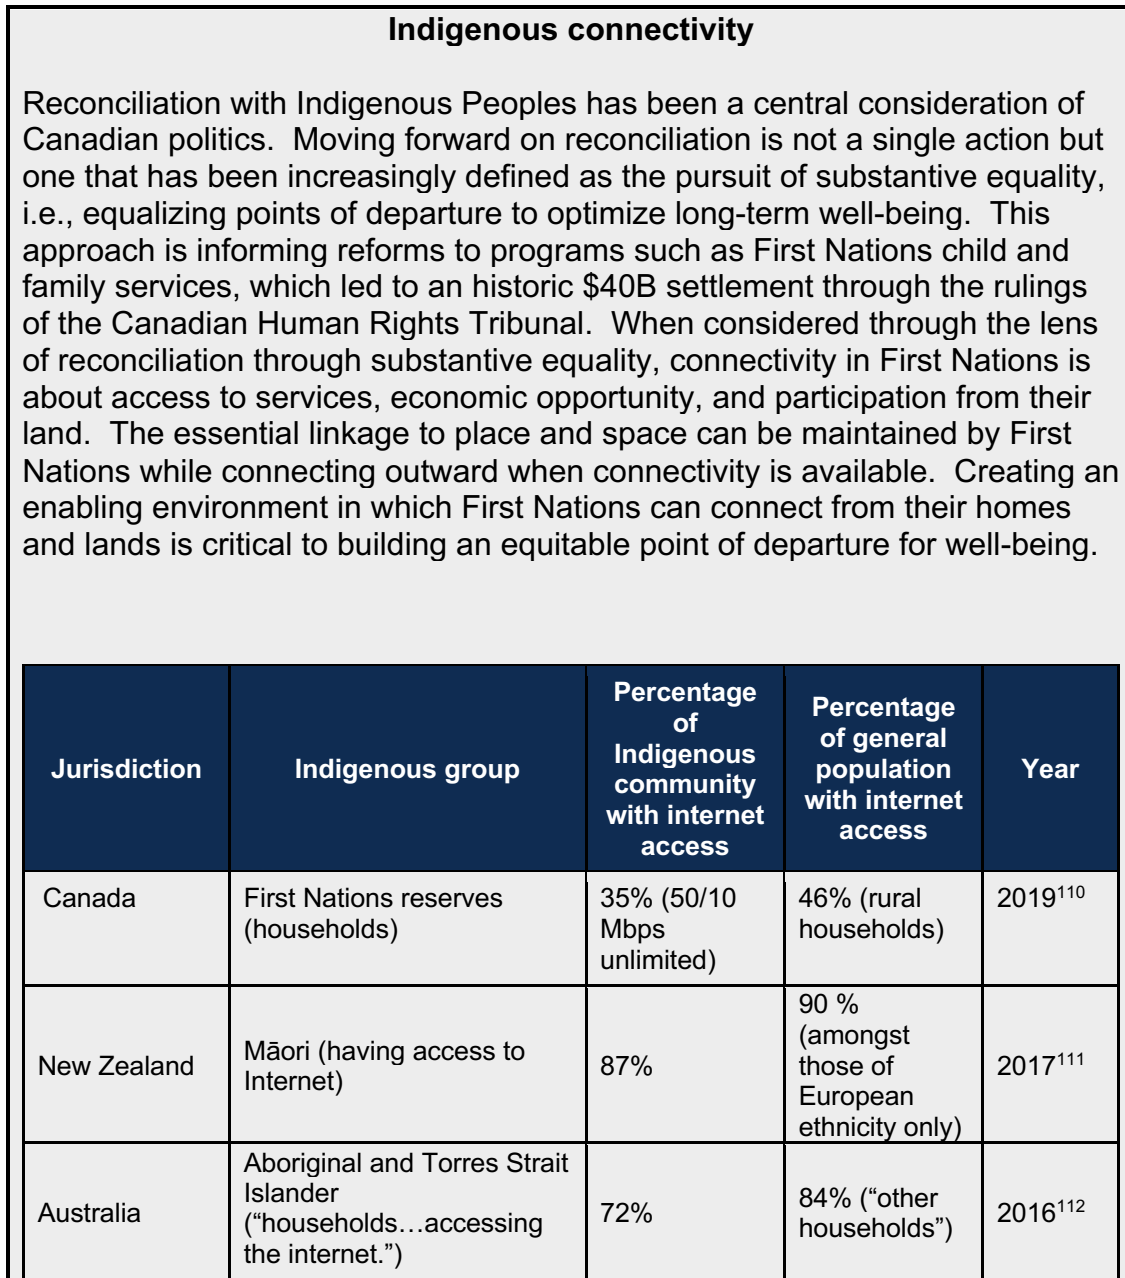 Indigenous connectivity
Reconciliation with Indigenous Peoples has been a central consideration of
Canadian politics.  Moving forward on reconciliation is not a single action but
one that has been increasingly defined as the pursuit of substantive equality,
i.e., equalizing points of departure to optimize long-term well-being.  This
approach is informing reforms to programs such as First Nations child and
family services, which led to an historic $40B settlement through the rulings
of the Canadian Human Rights Tribunal.  When considered through the lens
of reconciliation through substantive equality, connectivity in First Nations is
about access to services, economic opportunity, and participation from their
land.  The essential linkage to place and space can be maintained by First
Nations while connecting outward when connectivity is available.  Creating an
enabling environment in which First Nations can connect from their homes
and lands is critical to building an equitable point of departure for well-being.
Jurisdiction
Indigenous group
Percentage
of
Indigenous
community
with internet
access
Percentage
of general
population
with internet
access
Year
Canada
First Nations reserves
(households)
35% (50/10
Mbps
unlimited)
46% (rural
households)
2019110
New Zealand
Māori (having access to
Internet)
87%
90 %
(amongst
those of
European
ethnicity only)
2017111
Australia
Aboriginal and Torres Strait
Islander
(“households…accessing
the internet.”)
72%
84% (“other
households”)
2016112